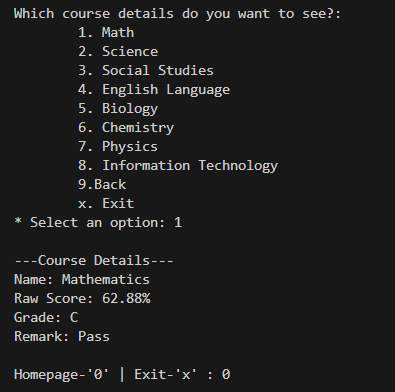 Which course details do you want to see?:
1. Math
2. Science
3. Social Studies
4. English Language
5. Biology
6. Chemistry
7. Physics
8. Information Technology
9.Back
x. Exit
* Select an option: 1
---Course Details---
Name: Mathematics
Raw Score: 62.88%
Grade: C
Remark: Pass
Homepage-'0' | Exit-'x' : 0